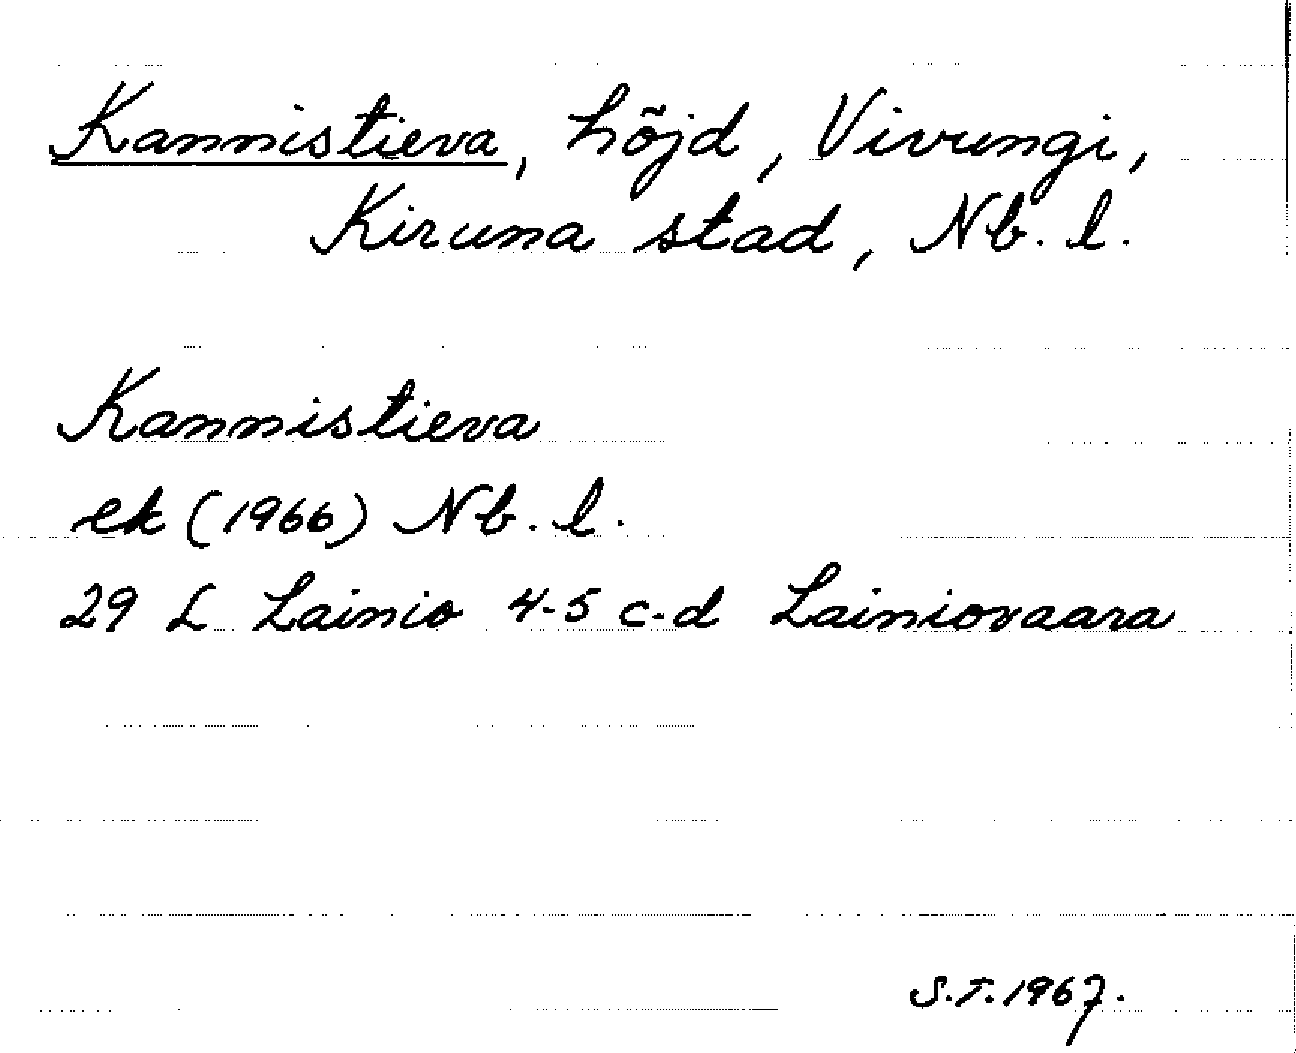 Kannistieva, höjd, Vivungi,
Kiruna stad, Nb. l.
Kannistieva
ek (1966) Nb. l.
29 L Lainio 4-5 c-d Lainiovaara
S.T. 1967.